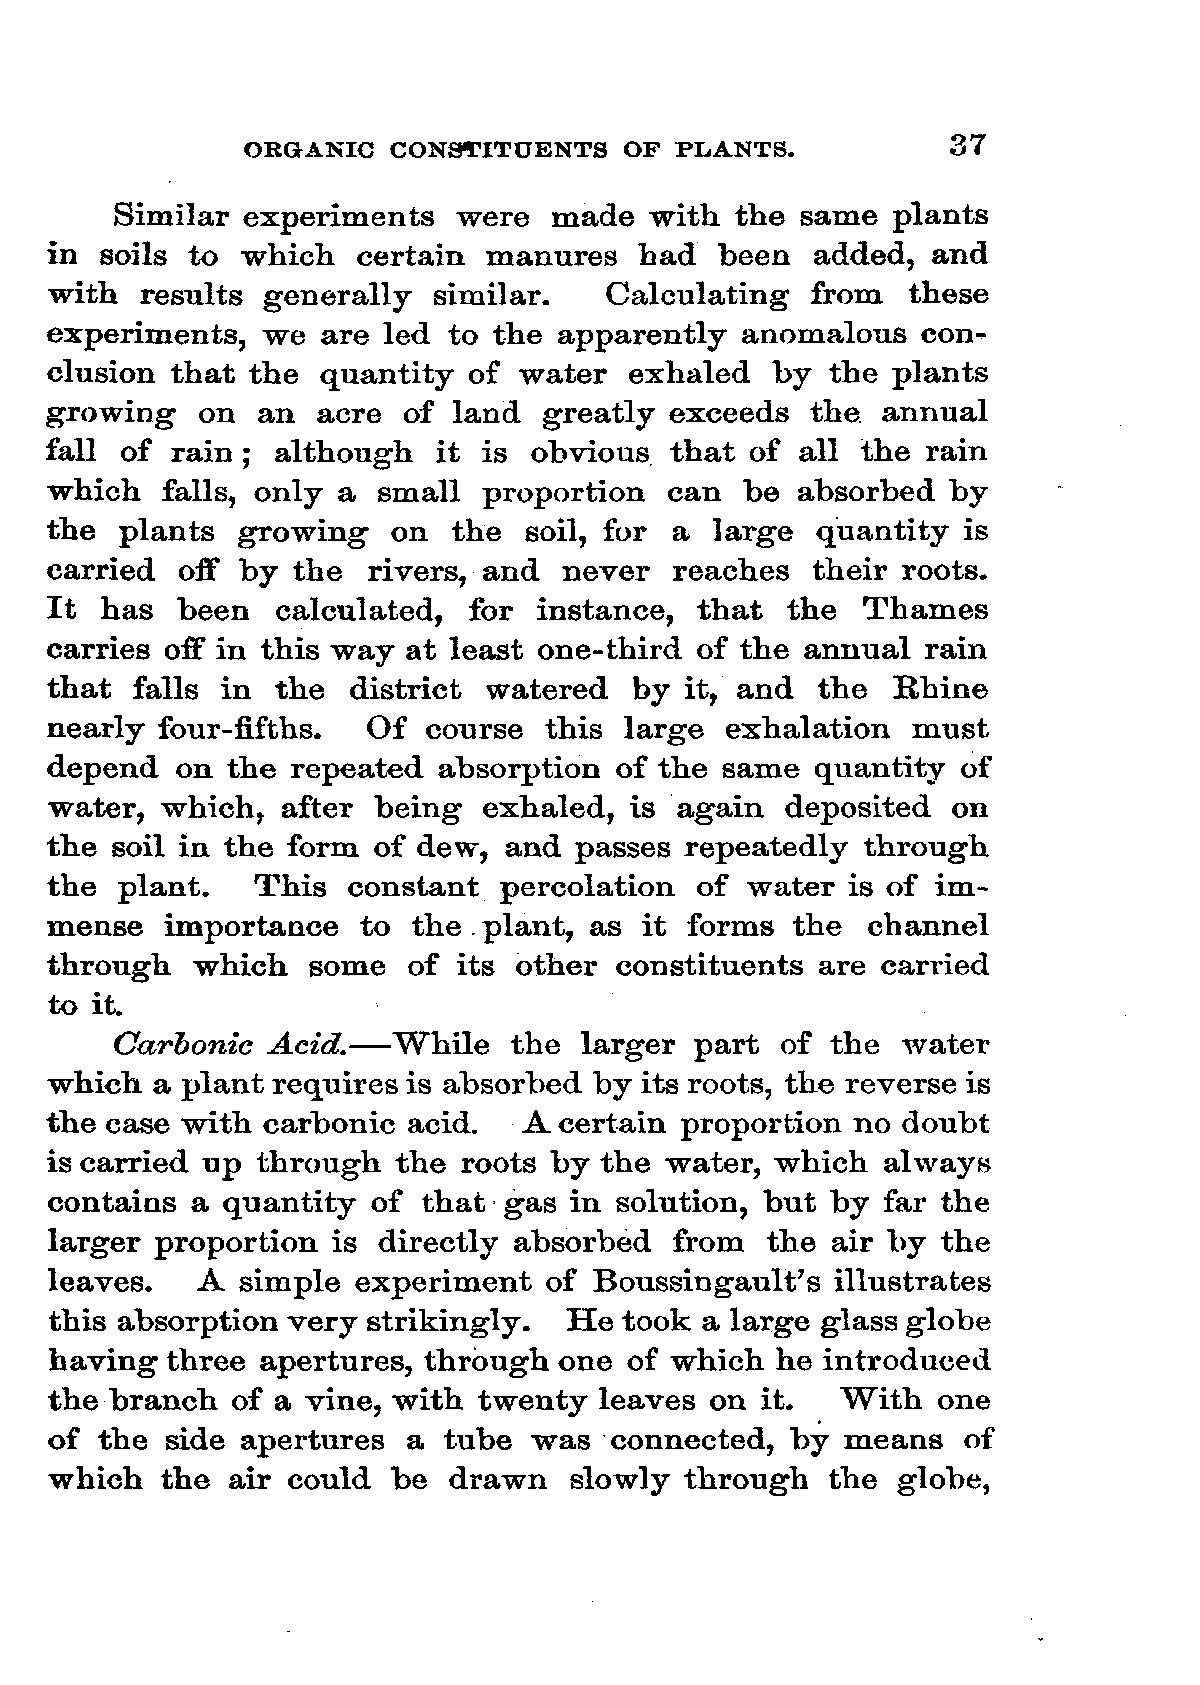 ORGANIC CONSTITUENTS OF PLANTS. 37
Similar experiments were made with the same plants
in soils to which certain manures had been added, and
with results generally similar. Calculating from these
experiments, we are led to the apparently anomalous con-
clusion that the quantity of water exhaled by the plants
growing on an acre of land greatly exceeds the annual
fall of rain; although it is obvious that of all the rain
which falls, only a small proportion can be absorbed by
the plants growing on the soil, for a large quantity is
carried off by the rivers, and never reaches their roots.
It has been calculated, for instance, that the Thames
carries off in this way at least one-third of the annual rain
that falls in the district watered by it, and the Rhine
nearly four-fifths. Of course this large exhalation must
depend on the repeated absorption of the same quantity of
water, which, after being exhaled, is again deposited on
the soil in the form of dew, and passes repeatedly through
the plant. This constant percolation of water is of im-
mense importance to the plant, as it forms the channel
through which some of its other constituents are carried
to it.
Carbonic Acid.—While the larger part of the water
which a plant requires is absorbed by its roots, the reverse is
the case with carbonic acid. A certain proportion no doubt
is carried up through the roots by the water, which always
contains a quantity of that gas in solution, but by far the
larger proportion is directly absorbed from the air by the
leaves. A simple experiment of Boussingault's illustrates
this absorption very strikingly. He took a large glass globe
having three apertures, through one of which he introduced
the branch of a vine, with twenty leaves on it. With one
of the side apertures a tube was connected, by means of
which the air could be drawn slowly through the globe,